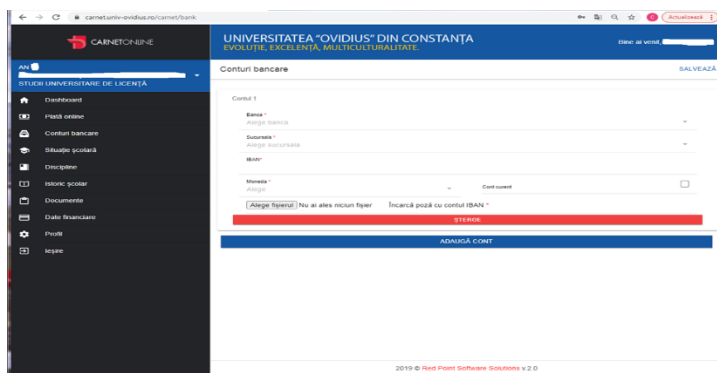 carnet.univ-ovidius.ro/carnet/bank
Actualizează
CARNETONLINE
UNIVERSITATEA "OVIDIUS" DIN CONSTANȚA
EVOLUȚIE, EXCELENȚĂ, MULTICULTURALITATE.
Bine ai venit,
AN
STUDII UNIVERSITARE DE LICENȚĂ
Conturi bancare
SALVEAZĂ
Dashboard
Plată online
Conturi bancare
Situație școlară
Discipline
Istoric școlar
Documente
Date financiare
Profil
Ieșire
Contul 1
Banca *
Alege banca
Sucursala *
Alege sucursala
IBAN*
Moneda *
Alege
Cont curent
Alege fișierul Nu ai ales niciun fișier Încarcă poză cu contul IBAN *
ȘTERGE
ADAUGĂ CONT
2019 © Red Point Software Solutions v.2.0